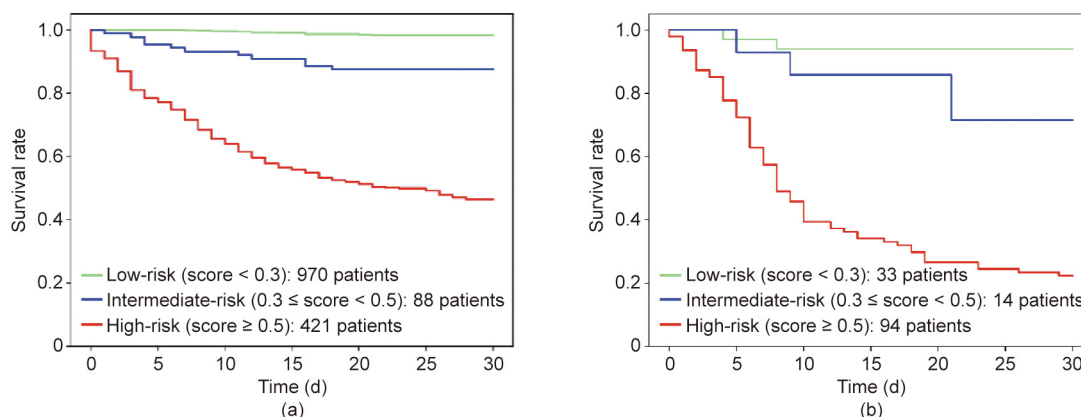 1.0
0.8
0.6
0.4
0.2
0
Survival rate
Low-risk (score < 0.3): 970 patients
Intermediate-risk (0.3 ≤ score < 0.5): 88 patients
High-risk (score ≥ 0.5): 421 patients
0 5 10 15 20 25 30
Time (d)
(a)
1.0
0.8
0.6
0.4
0.2
0
Survival rate
Low-risk (score < 0.3): 33 patients
Intermediate-risk (0.3 ≤ score < 0.5): 14 patients
High-risk (score ≥ 0.5): 94 patients
0 5 10 15 20 25 30
Time (d)
(b)